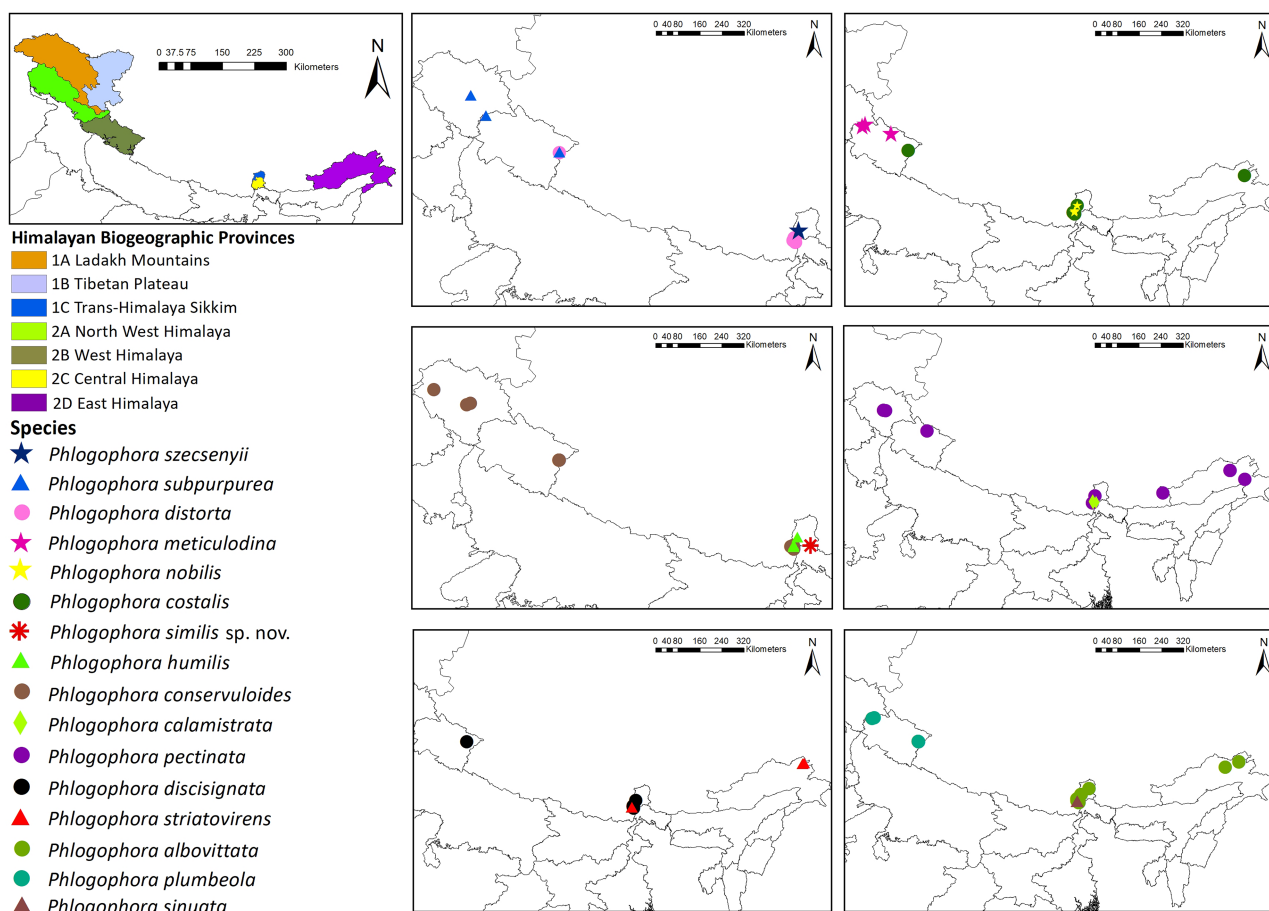 0 37.5 75 150 225 300
Kilometers
N
Himalayan Biogeographic Provinces
1A Ladakh Mountains
1B Tibetan Plateau
1C Trans-Himalaya Sikkim
2A North West Himalaya
2B West Himalaya
2C Central Himalaya
2D East Himalaya
Species
Phlogophora szecsenyii
Phlogophora subpurpurea
Phlogophora distorta
Phlogophora meticulodina
Phlogophora nobilis
Phlogophora costalis
Phlogophora similis sp. nov.
Phlogophora humilis
Phlogophora conservuloides
Phlogophora calamistrata
Phlogophora pectinata
Phlogophora discisignata
Phlogophora striatovirens
Phlogophora albovittata
Phlogophora plumbeola
Phlogophora sinuata
0 40 80 160 240 320
Kilometers
N
0 40 80 160 240 320
Kilometers
N
0 40 80 160 240 320
Kilometers
N
0 40 80 160 240 320
Kilometers
N
0 40 80 160 240 320
Kilometers
N
0 40 80 160 240 320
Kilometers
N